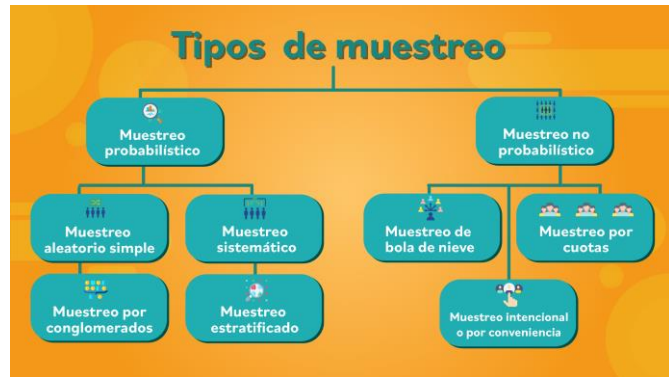 Tipos de muestreo
Muestreo
probabilístico
Muestreo no
probabilístico
Muestreo
aleatorio simple
Muestreo
sistemático
Muestreo de
bola de nieve
Muestreo por
cuotas
Muestreo por
conglomerados
Muestreo
estratificado
Muestreo intencional
o por conveniencia